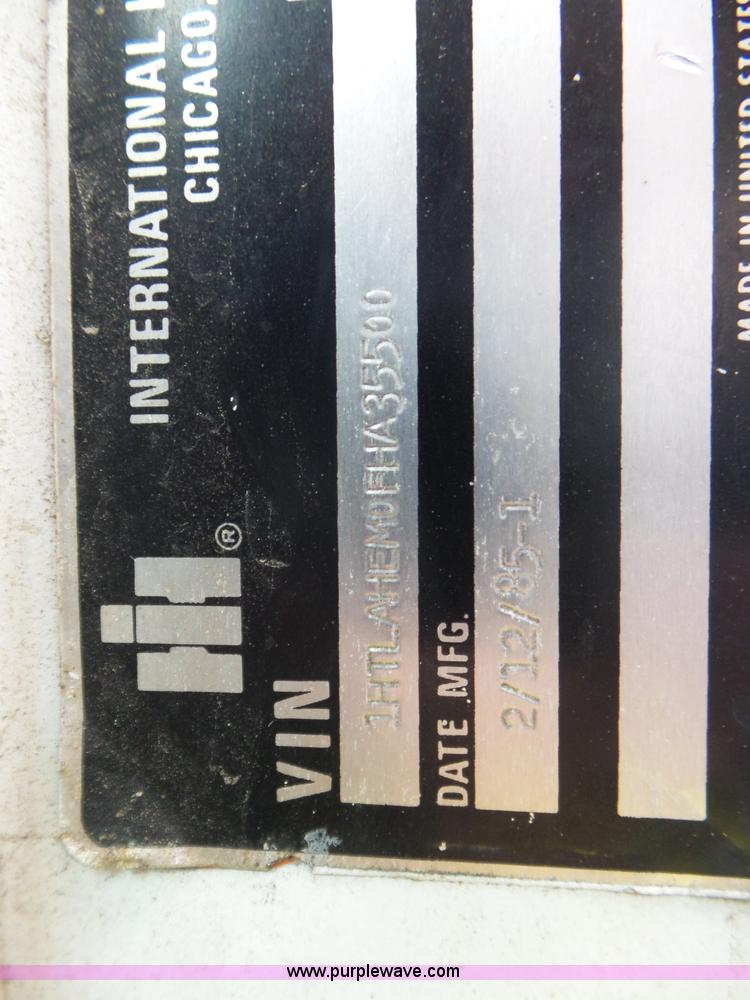 INTERNATIONAL
CHICAGO,
®
VIN 1HTLAHEM0FHA35500
DATE MFG. 2/12/85-1
MADE IN UNITED STATES
www.purplewave.com